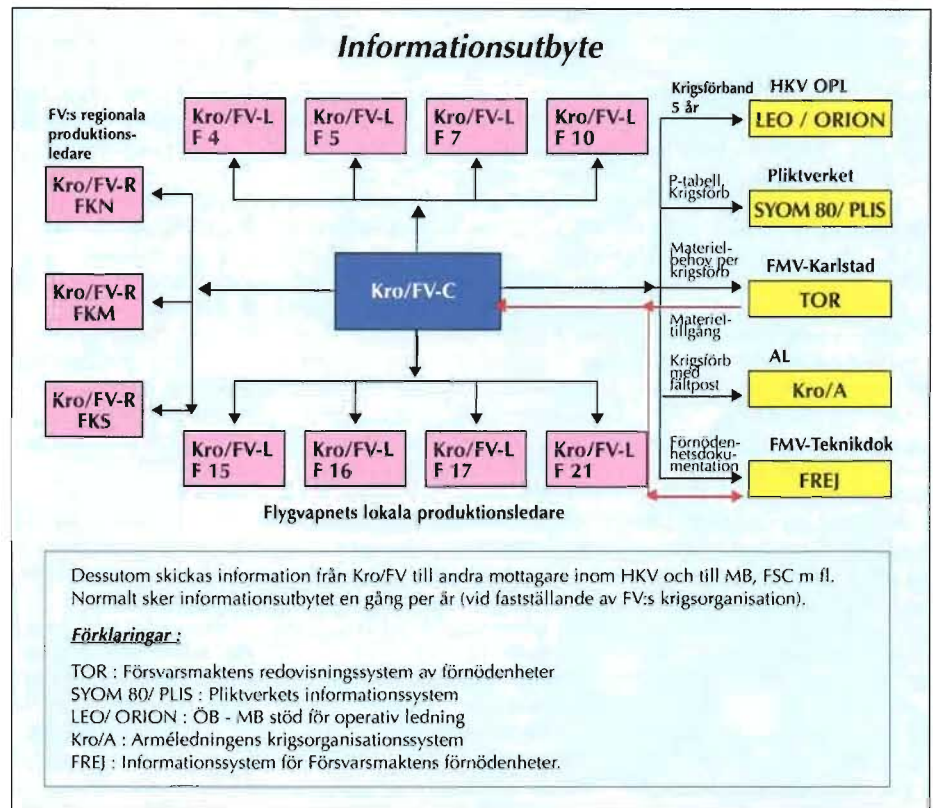 Informationsutbyte
FV:s regionala
produktions-
ledare
Kro/FV-R
FKN
Kro/FV-R
FKM
Kro/FV-R
FKS
Kro/FV-L
F 4
Kro/FV-L
F 5
Kro/FV-L
F 7
Kro/FV-L
F 10
Kro/FV-C
Kro/FV-L
F 15
Kro/FV-L
F 16
Kro/FV-L
F 17
Kro/FV-L
F 21
Flygvapnets lokala produktionsledare
Krigsförband
5 år
HKV OPL
LEO / ORION
P-tabell
Krigsförb
Pliktverket
SYOM 80/ PLIS
Materiel-
behov per
krigsförb
FMV-Karlstad
TOR
Materiel-
tillgång
Krigsförb
med
fältpost
AL
Kro/A
Förnöden-
hetsdoku-
mentation
FMV-Teknikdok
FREJ
Dessutom skickas information från Kro/FV till andra mottagare inom HKV och till MB, FSC m fl.
Normalt sker informationsutbytet en gång per år (vid fastställande av FV:s krigsorganisation).
Förklaringar :
TOR : Försvarsmaktens redovisningssystem av förnödenheter
SYOM 80/ PLIS : Pliktverkets informationssystem
LEO/ ORION : ÖB - MB stöd för operativ ledning
Kro/A : Arméledningens krigsorganisationssystem
FREJ : Informationssystem för Försvarsmaktens förnödenheter.